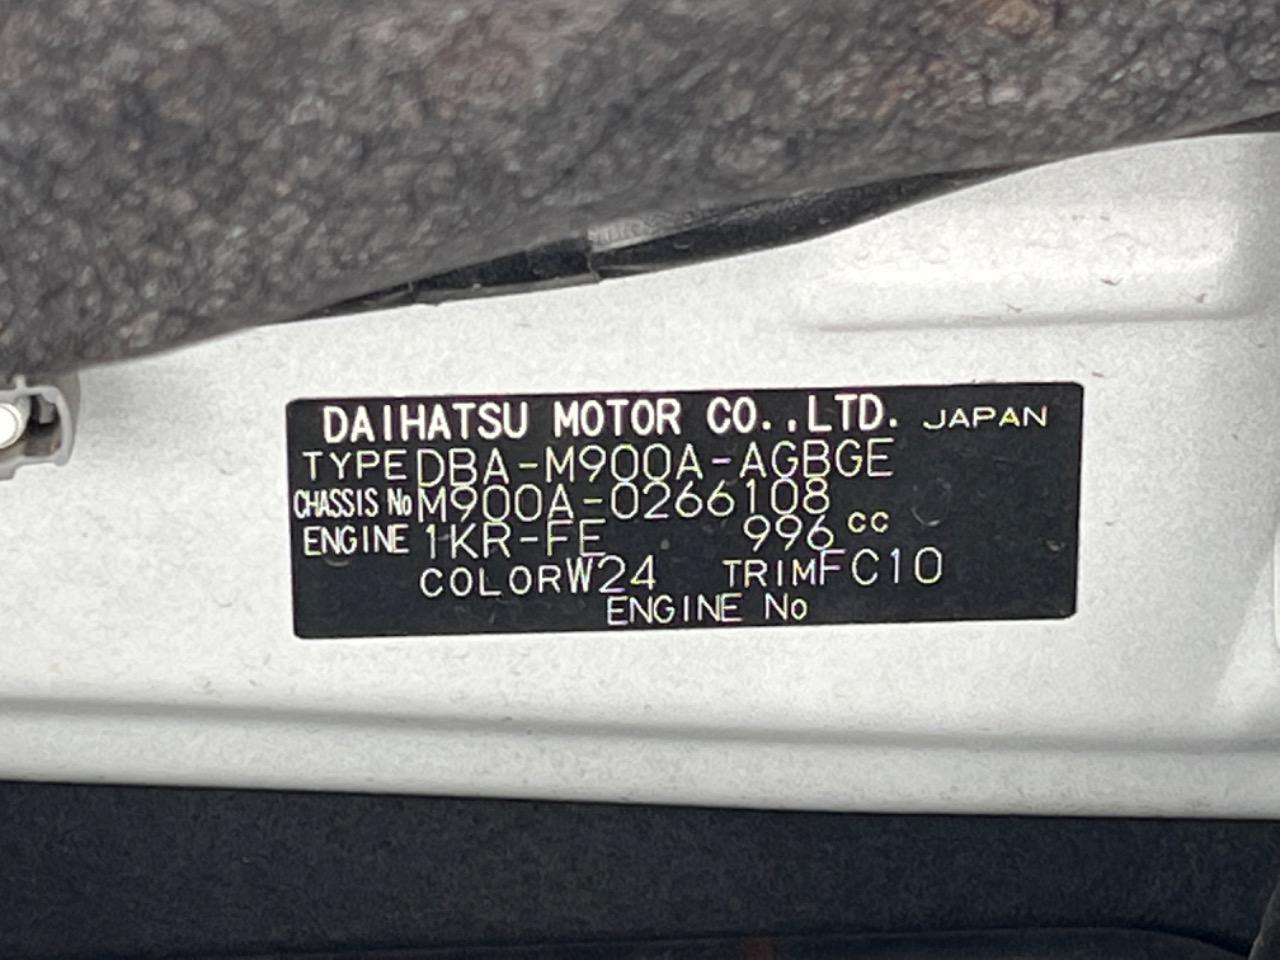 DAIHATSU MOTOR CO.,LTD. JAPAN
TYPE DBA-M900A-AGBGE
CHASSIS No M900A-0266108
ENGINE 1KR-FE 996 cc
COLOR W24 TRIM FC10
ENGINE No